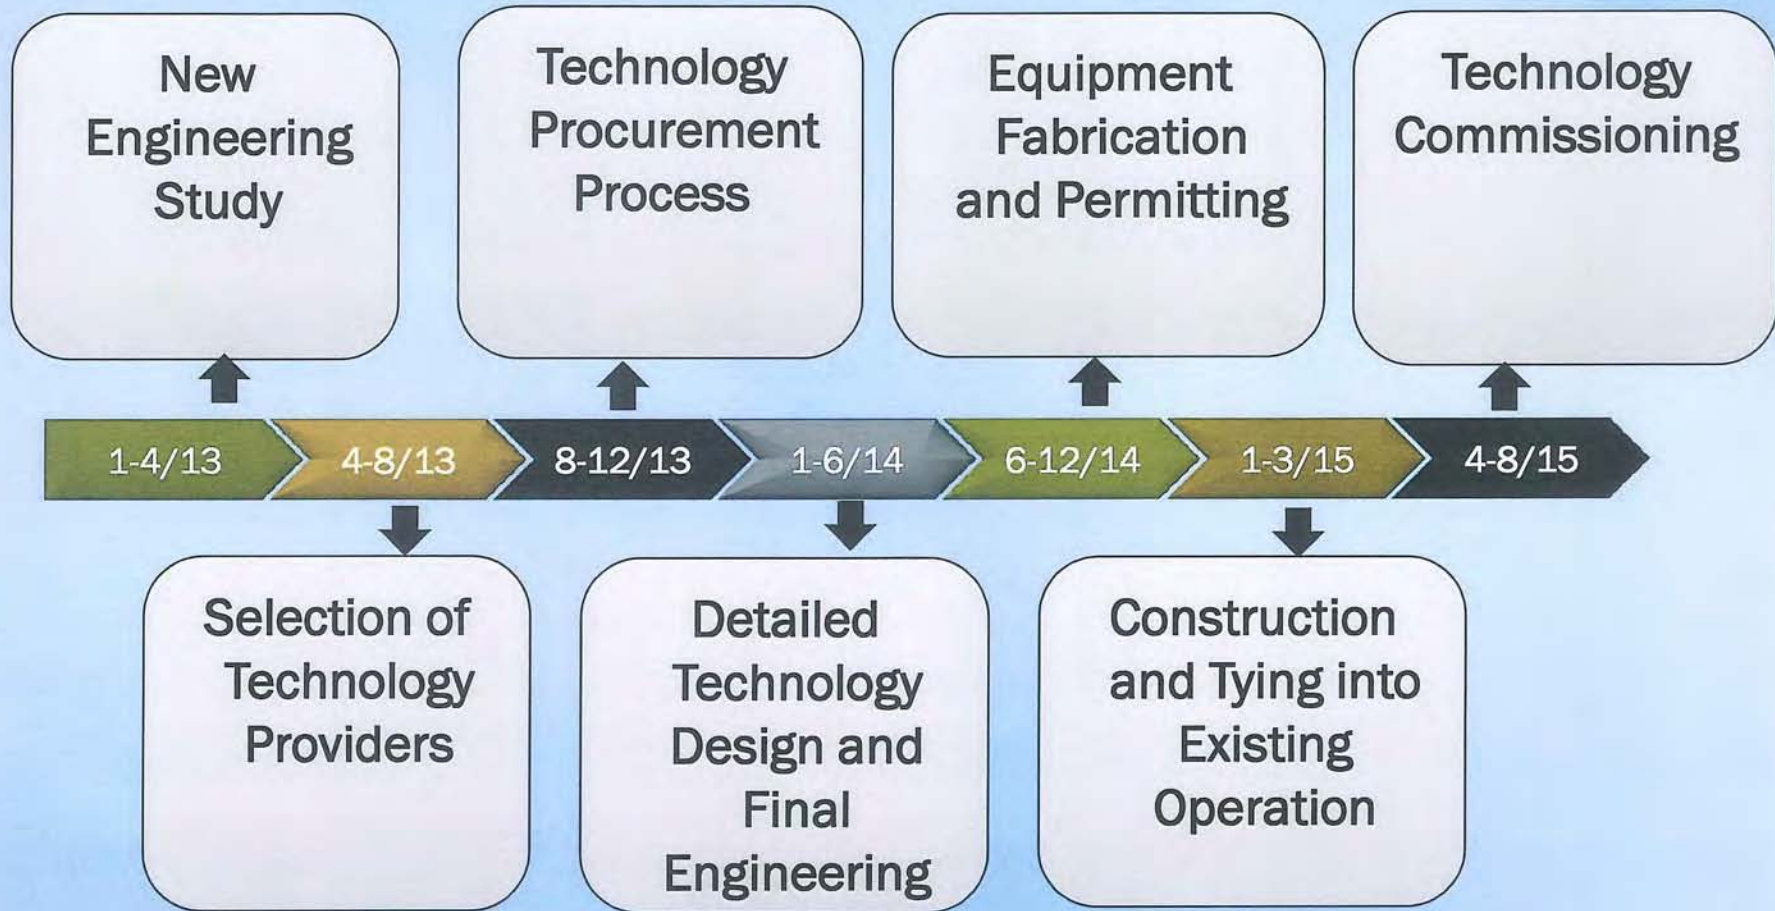 New
Engineering
Study
Technology
Procurement
Process
Equipment
Fabrication
and Permitting
Technology
Commissioning
1-4/13
4-8/13
8-12/13
1-6/14
6-12/14
1-3/15
4-8/15
Selection of
Technology
Providers
Detailed
Technology
Design and
Final
Engineering
Construction
and Tying into
Existing
Operation